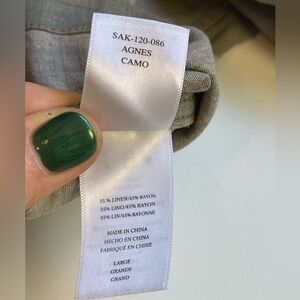 SAK-120-086
AGNES
CAMO
55 % LINEN/45% RAYON
55% LINO/45% RAYON
55% LIN/45% RAYONNE
MADE IN CHINA
HECHO EN CHINA
FABRIQUÉ EN CHINE
LARGE
GRANDE
GRAND